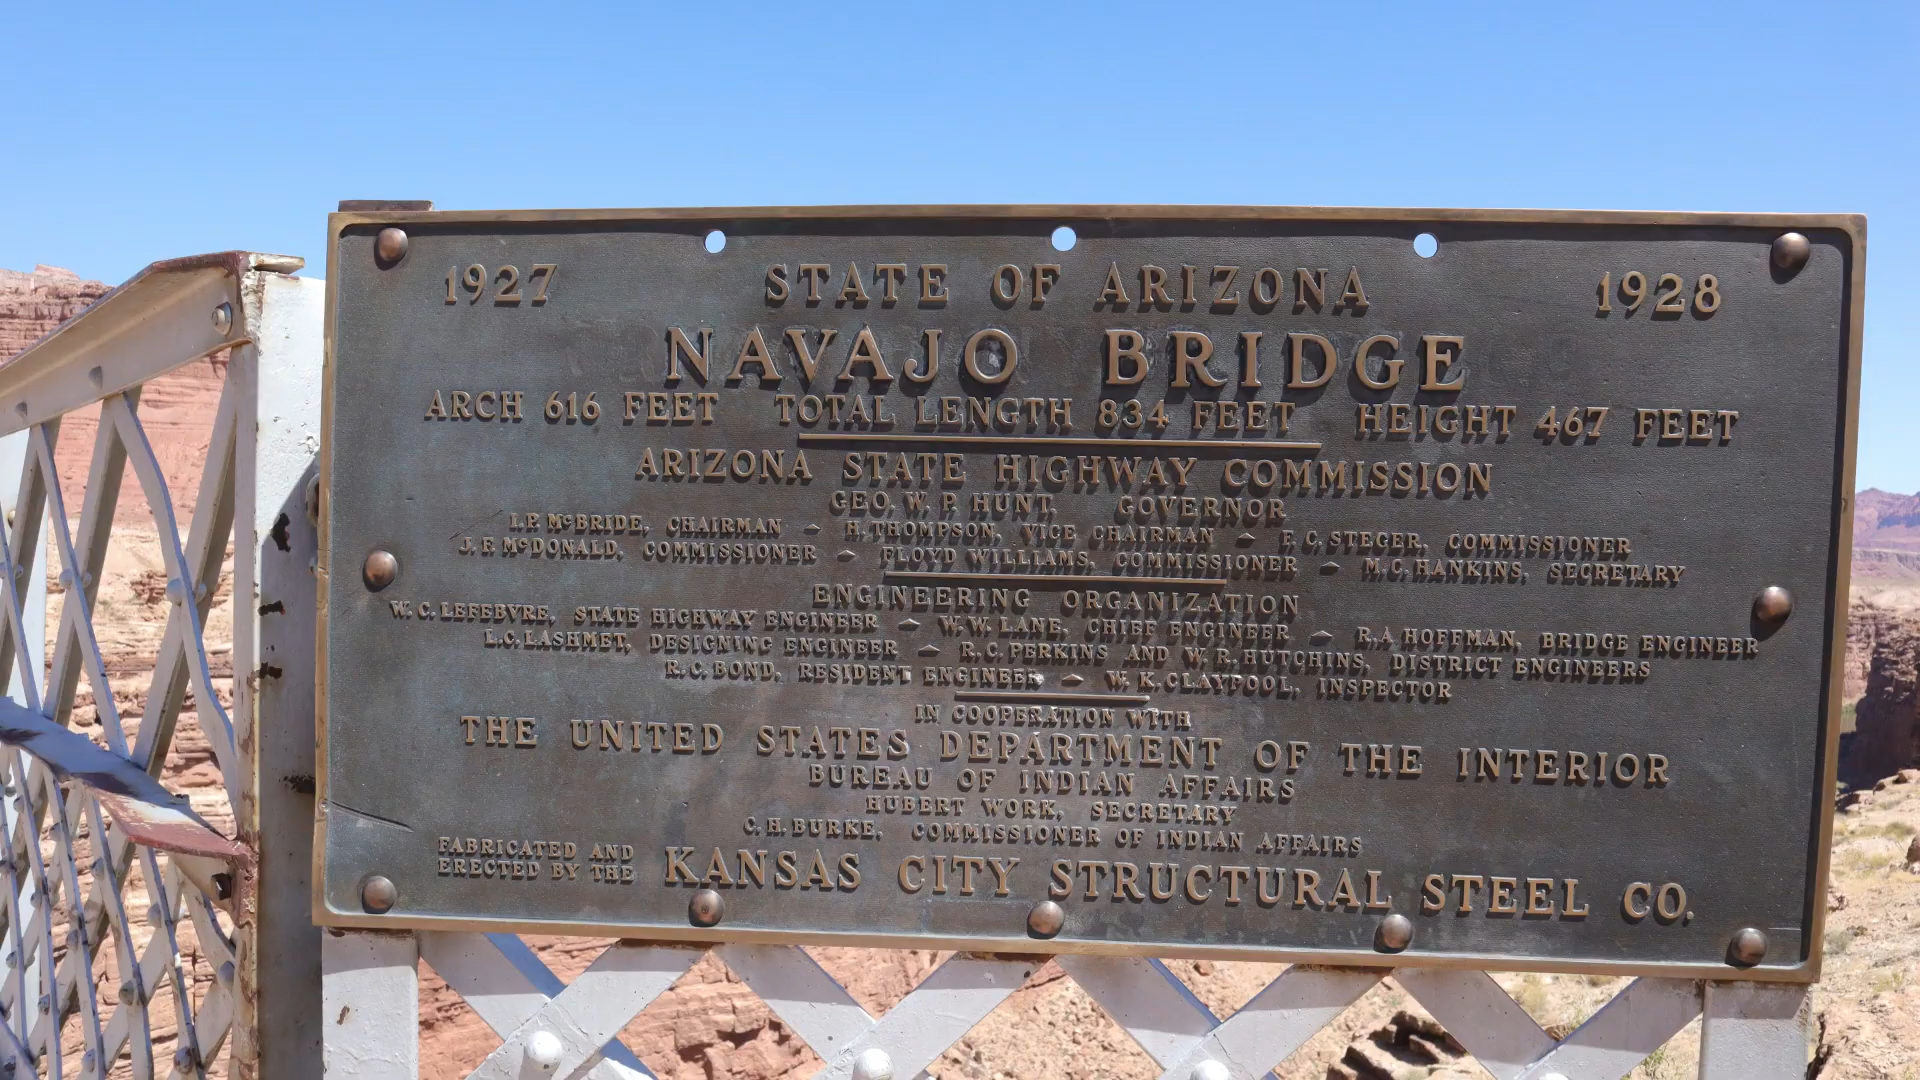 1927 STATE OF ARIZONA 1928
NAVAJO BRIDGE
ARCH 616 FEET TOTAL LENGTH 834 FEET HEIGHT 467 FEET
ARIZONA STATE HIGHWAY COMMISSION
GEO. W. P. HUNT. GOVERNOR
I. P. McBRIDE, CHAIRMAN – H. THOMPSON, VICE CHAIRMAN – F. C. STEGER, COMMISSIONER
J. F. McDONALD, COMMISSIONER – FLOYD WILLIAMS, COMMISSIONER – M. C. HANKINS, SECRETARY
ENGINEERING ORGANIZATION
W. C. LEFEBVRE, STATE HIGHWAY ENGINEER – W. W. LANE, CHIEF ENGINEER – R. A HOFFMAN, BRIDGE ENGINEER
L. C. LASHMET, DESIGNING ENGINEER – R. C. PERKINS AND W. R. HUTCHINS, DISTRICT ENGINEERS
R. C. BOND, RESIDENT ENGINEER – W. K. CLAYPOOL, INSPECTOR
IN COOPERATION WITH
THE UNITED STATES DEPARTMENT OF THE INTERIOR
BUREAU OF INDIAN AFFAIRS
HUBERT WORK, SECRETARY
C. H. BURKE, COMMISSIONER OF INDIAN AFFAIRS
FABRICATED AND
ERECTED BY THE KANSAS CITY STRUCTURAL STEEL CO.